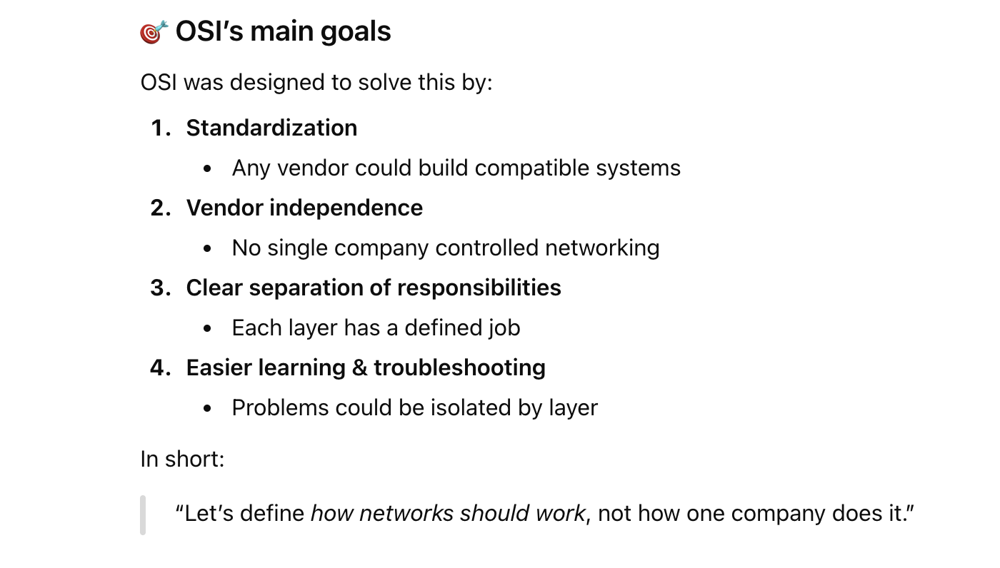 🎯 OSI’s main goals
OSI was designed to solve this by:
1. Standardization
• Any vendor could build compatible systems
2. Vendor independence
• No single company controlled networking
3. Clear separation of responsibilities
• Each layer has a defined job
4. Easier learning & troubleshooting
• Problems could be isolated by layer
In short:
“Let’s define how networks should work, not how one company does it.”